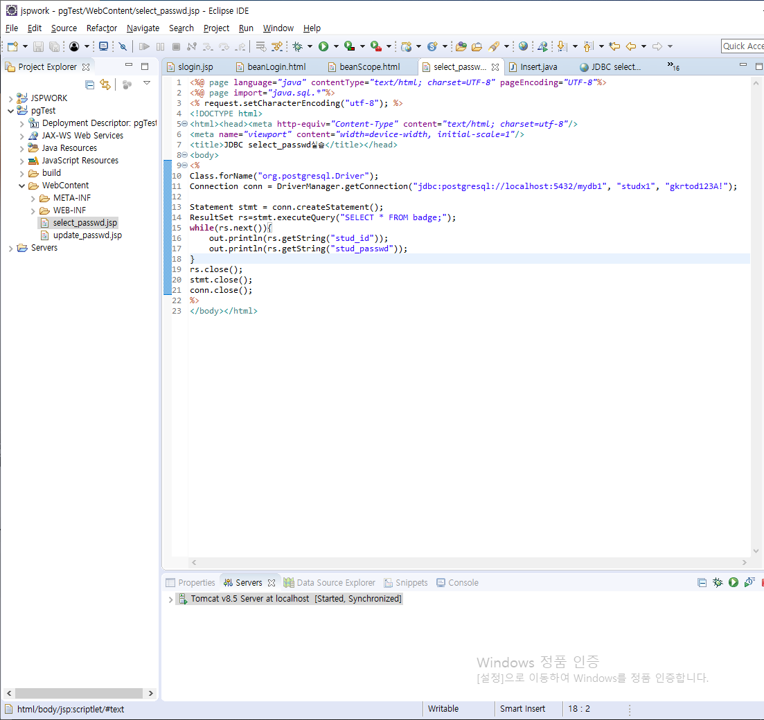 jspwork - pgTest/WebContent/select_passwd.jsp - Eclipse IDE
File Edit Source Refactor Navigate Search Project Run Window Help
Quick Acce
Project Explorer
slogin.jsp beanLogin.html beanScope.html select_passw... Insert.java JDBC select... 16
JSPWORK
pgTest
Deployment Descriptor: pgTest
JAX-WS Web Services
Java Resources
JavaScript Resources
build
WebContent
META-INF
WEB-INF
select_passwd.jsp
update_passwd.jsp
Servers
1 <%@ page language="java" contentType="text/html; charset=UTF-8" pageEncoding="UTF-8"%>
2 <%@ page import="java.sql.*"%>
3 <% request.setCharacterEncoding("utf-8"); %>
4 <!DOCTYPE html>
5 <html><head><meta http-equiv="Content-Type" content="text/html; charset=utf-8"/>
6 <meta name="viewport" content="width=device-width, initial-scale=1"/>
7 <title>JDBC select_passwd실습</title></head>
8 <body>
9 <%
10 Class.forName("org.postgresql.Driver");
11 Connection conn = DriverManager.getConnection("jdbc:postgresql://localhost:5432/mydb1", "studx1", "gkrtod123A!");
12
13 Statement stmt = conn.createStatement();
14 ResultSet rs=stmt.executeQuery("SELECT * FROM badge;");
15 while(rs.next()){
16 out.println(rs.getString("stud_id"));
17 out.println(rs.getString("stud_passwd"));
18 }
19 rs.close();
20 stmt.close();
21 conn.close();
22 %>
23 </body></html>
Properties Servers Data Source Explorer Snippets Console
Tomcat v8.5 Server at localhost [Started, Synchronized]
Windows 정품 인증
[설정]으로 이동하여 Windows를 정품 인증합니다.
html/body/jsp:scriptlet/#text Writable Smart Insert 18 : 2